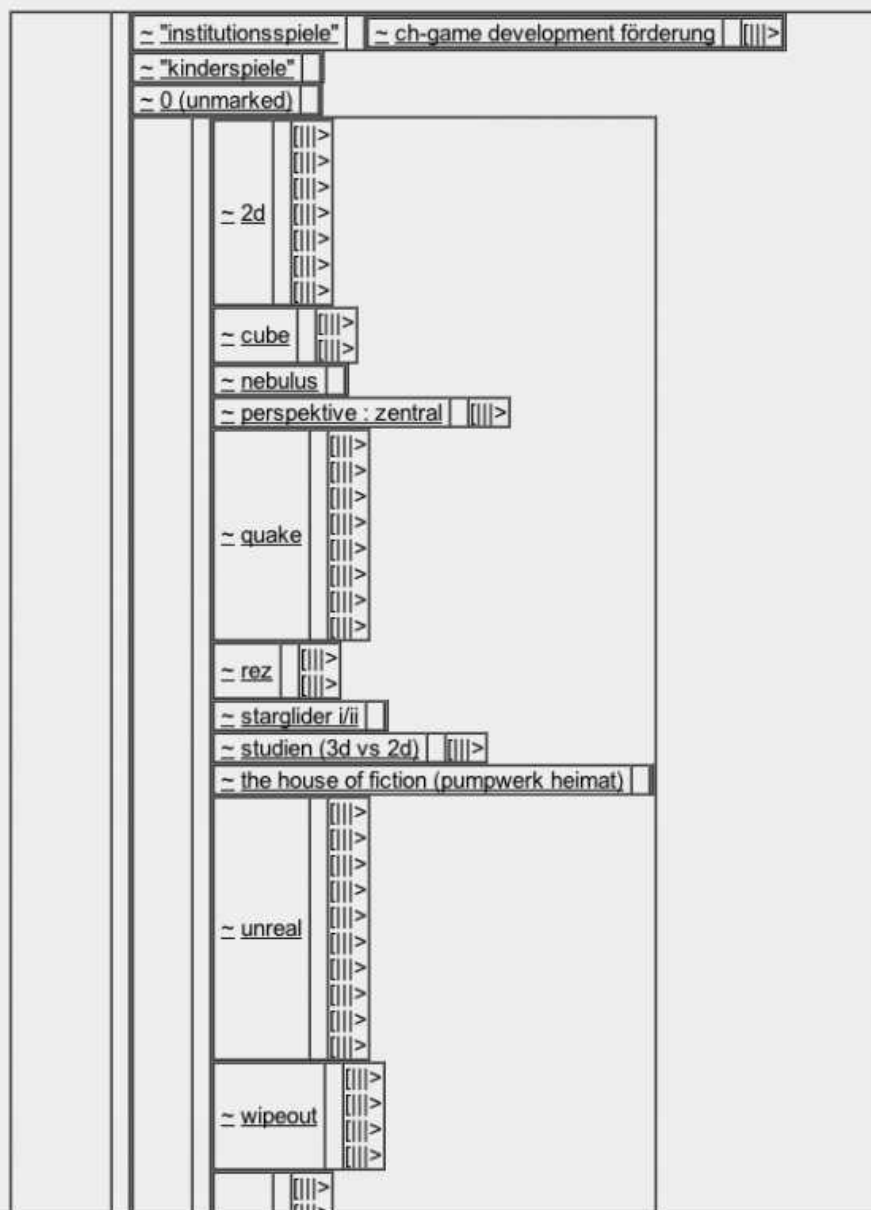 ~ "institutionsspiele" ~ ch-game development förderung [|||>
~ "kinderspiele"
~ 0 (unmarked)
[|||>
[|||>
[|||>
~ 2d [|||>
[|||>
[|||>
[|||>
[|||>
~ cube [|||>
~ nebulus
~ perspektive : zentral [|||>
[|||>
[|||>
[|||>
[|||>
~ quake [|||>
[|||>
[|||>
[|||>
[|||>
~ rez [|||>
~ starglider i/ii
~ studien (3d vs 2d) [|||>
~ the house of fiction (pumpwerk heimat)
[|||>
[|||>
[|||>
[|||>
~ unreal [|||>
[|||>
[|||>
[|||>
[|||>
[|||>
[|||>
[|||>
~ wipeout [|||>
[|||>
[|||>
[|||>